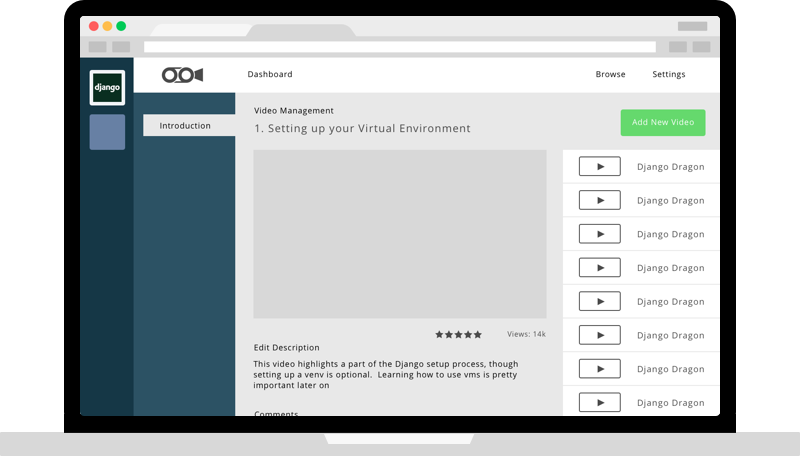 django
Dashboard
Browse
Settings
Introduction
Video Management
1. Setting up your Virtual Environment
Add New Video
Views: 14k
Edit Description
This video highlights a part of the Django setup process, though
setting up a venv is optional. Learning how to use vms is pretty
important later on
Comments
Django Dragon
Django Dragon
Django Dragon
Django Dragon
Django Dragon
Django Dragon
Django Dragon
Django Dragon